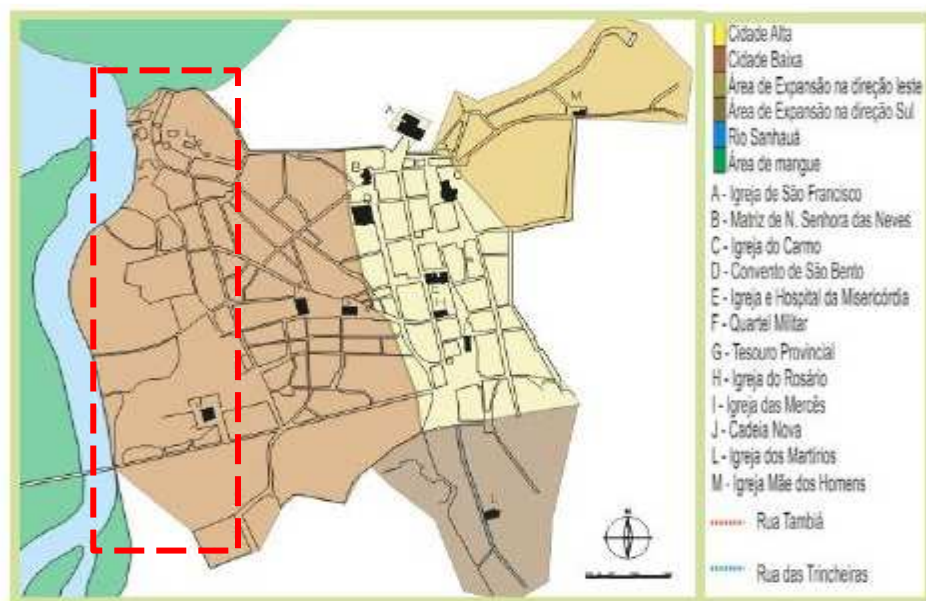 A
M
B
C
D
E
H
Cidade Alta
Cidade Baixa
Área de Expansão na direção leste
Área de Expansão na direção Sul
Rio Sanhauá
Área de mangue
A - Igreja de São Francisco
B - Matriz de N. Senhora das Neves
C - Igreja do Carmo
D - Convento de São Bento
E - Igreja e Hospital da Misericórdia
F - Quartel Militar
G - Tesouro Provincial
H - Igreja do Rosário
I - Igreja das Mercês
J - Cadeia Nova
L - Igreja dos Martírios
M - Igreja Mãe dos Homens
Rua Tambiá
Rua das Trincheiras